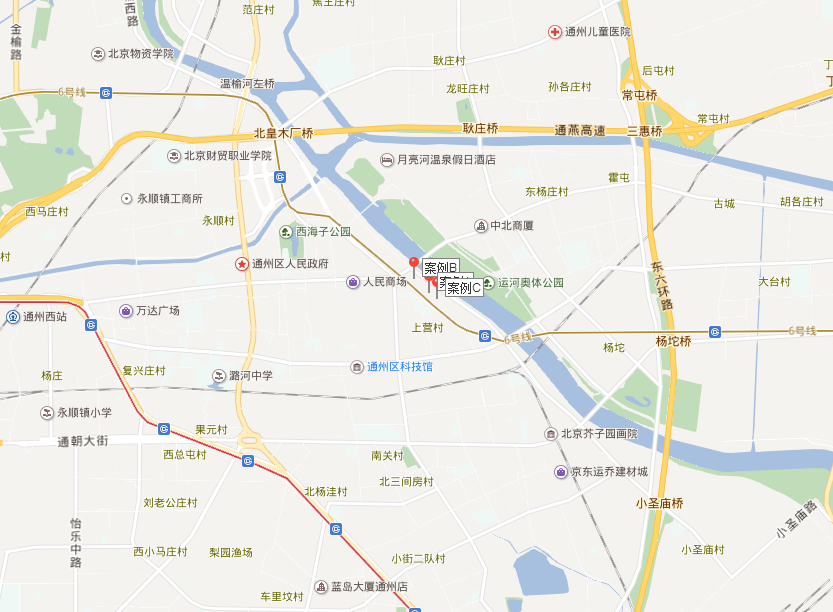 焦王庄村
范庄村
西路
金榆路
通州儿童医院
北京物资学院
耿庄村
后屯村
温榆河左桥
龙旺庄村
孙各庄村
6号线
常屯桥
常屯村
北皇木厂桥
耿庄桥
通燕高速
三惠桥
北京财贸职业学院
月亮河温泉假日酒店
霍屯
东杨庄村
永顺镇工商所
古城
胡各庄村
西马庄村
永顺村
西海子公园
中北商厦
村
通州区人民政府
案例B
人民商场
案例C
运河奥体公园
大台村
东六环路
万达广场
通州西站
上营村
6号线
6号线
杨坨
杨坨桥
复兴庄村
通州区科技馆
杨庄
潞河中学
永顺镇小学
果元村
北京芥子园画院
通朝大街
西总屯村
南关村
京东运乔建材城
北三间房村
北杨洼村
刘老公庄村
小圣庙桥
小圣庙路
怡乐中路
西小马庄村
梨园渔场
小街二队村
小圣庙村
蓝岛大厦通州店
车里坟村